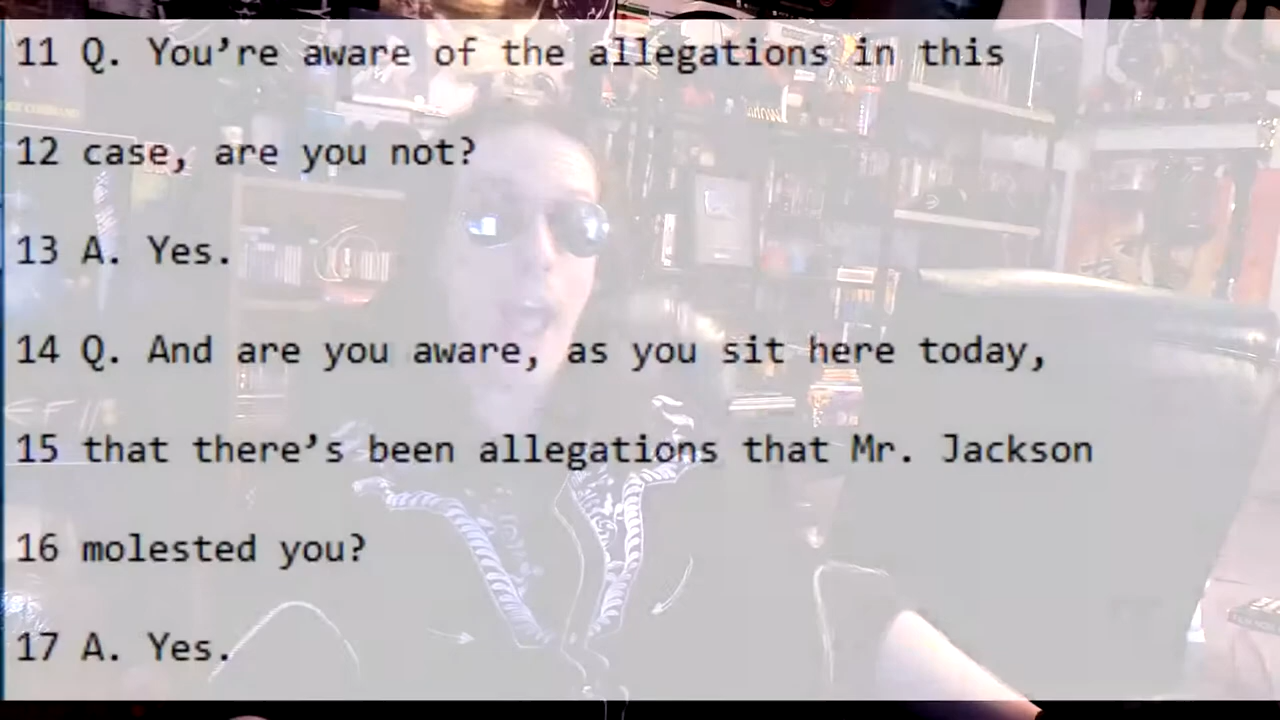 11 Q. You’re aware of the allegations in this
12 case, are you not?
13 A. Yes.
14 Q. And are you aware, as you sit here today,
15 that there’s been allegations that Mr. Jackson
16 molested you?
17 A. Yes.